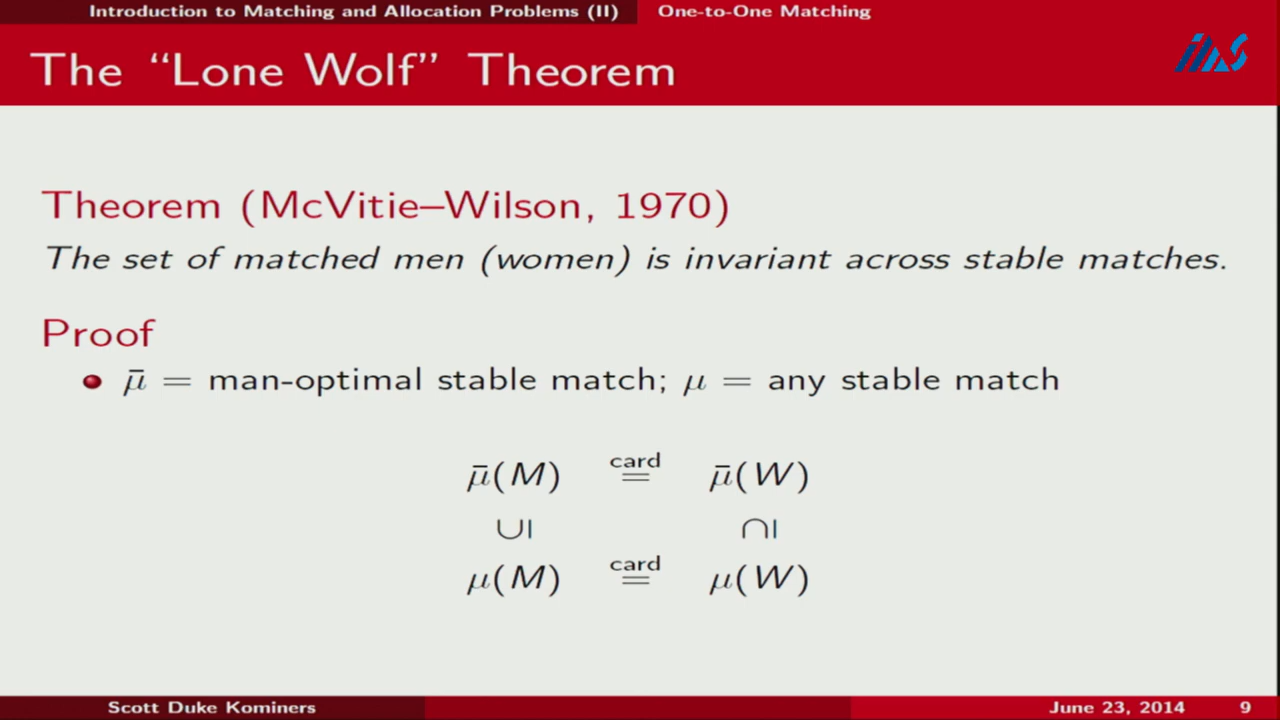 Introduction to Matching and Allocation Problems (II) One-to-One Matching
The “Lone Wolf” Theorem
ims
Theorem (McVitie–Wilson, 1970)
The set of matched men (women) is invariant across stable matches.
Proof
μ̄ = man-optimal stable match; μ = any stable match
card
μ̄(M) = μ̄(W)
∪| ∩|
card
μ(M) = μ(W)
Scott Duke Kominers June 23, 2014 9